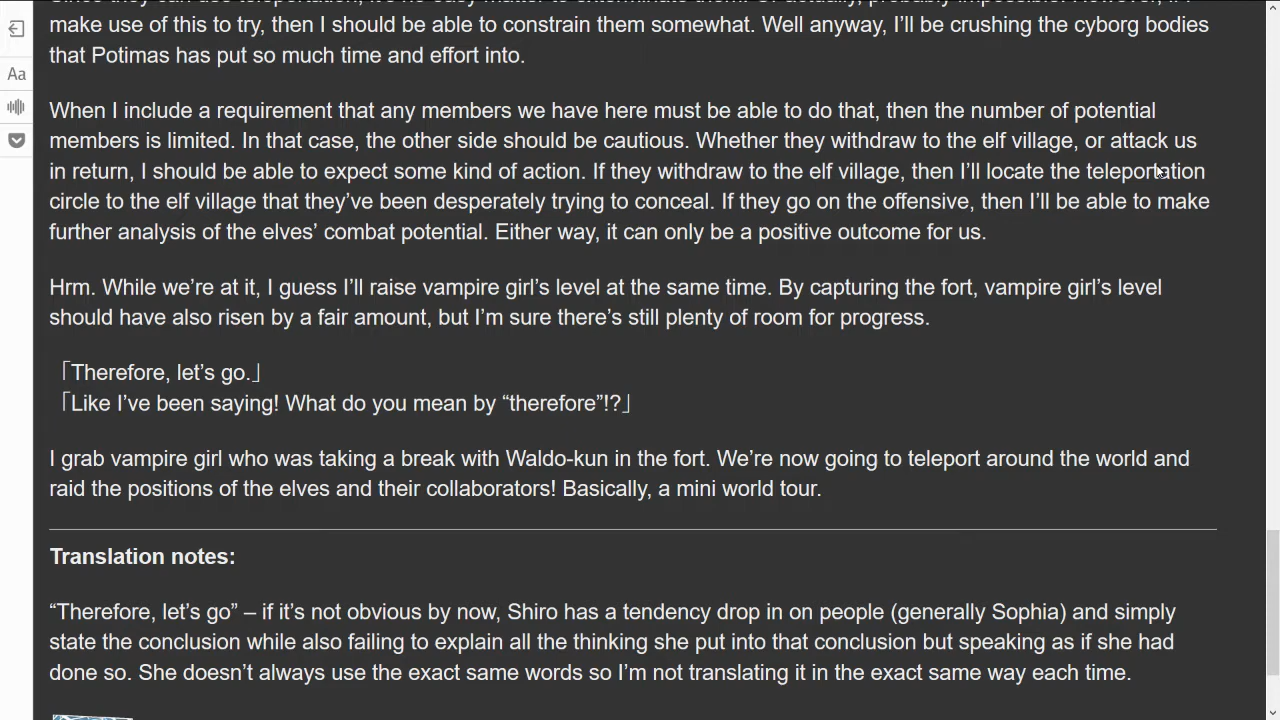 make use of this to try, then I should be able to constrain them somewhat. Well anyway, I'll be crushing the cyborg bodies
that Potimas has put so much time and effort into.
When I include a requirement that any members we have here must be able to do that, then the number of potential
members is limited. In that case, the other side should be cautious. Whether they withdraw to the elf village, or attack us
in return, I should be able to expect some kind of action. If they withdraw to the elf village, then I'll locate the teleportation
circle to the elf village that they've been desperately trying to conceal. If they go on the offensive, then I'll be able to make
further analysis of the elves' combat potential. Either way, it can only be a positive outcome for us.
Hrm. While we're at it, I guess I'll raise vampire girl's level at the same time. By capturing the fort, vampire girl's level
should have also risen by a fair amount, but I'm sure there's still plenty of room for progress.
「Therefore, let's go.」
「Like I've been saying! What do you mean by “therefore”!?」
I grab vampire girl who was taking a break with Waldo-kun in the fort. We're now going to teleport around the world and
raid the positions of the elves and their collaborators! Basically, a mini world tour.
Translation notes:
“Therefore, let's go” – if it's not obvious by now, Shiro has a tendency drop in on people (generally Sophia) and simply
state the conclusion while also failing to explain all the thinking she put into that conclusion but speaking as if she had
done so. She doesn't always use the exact same words so I'm not translating it in the exact same way each time.
Aa